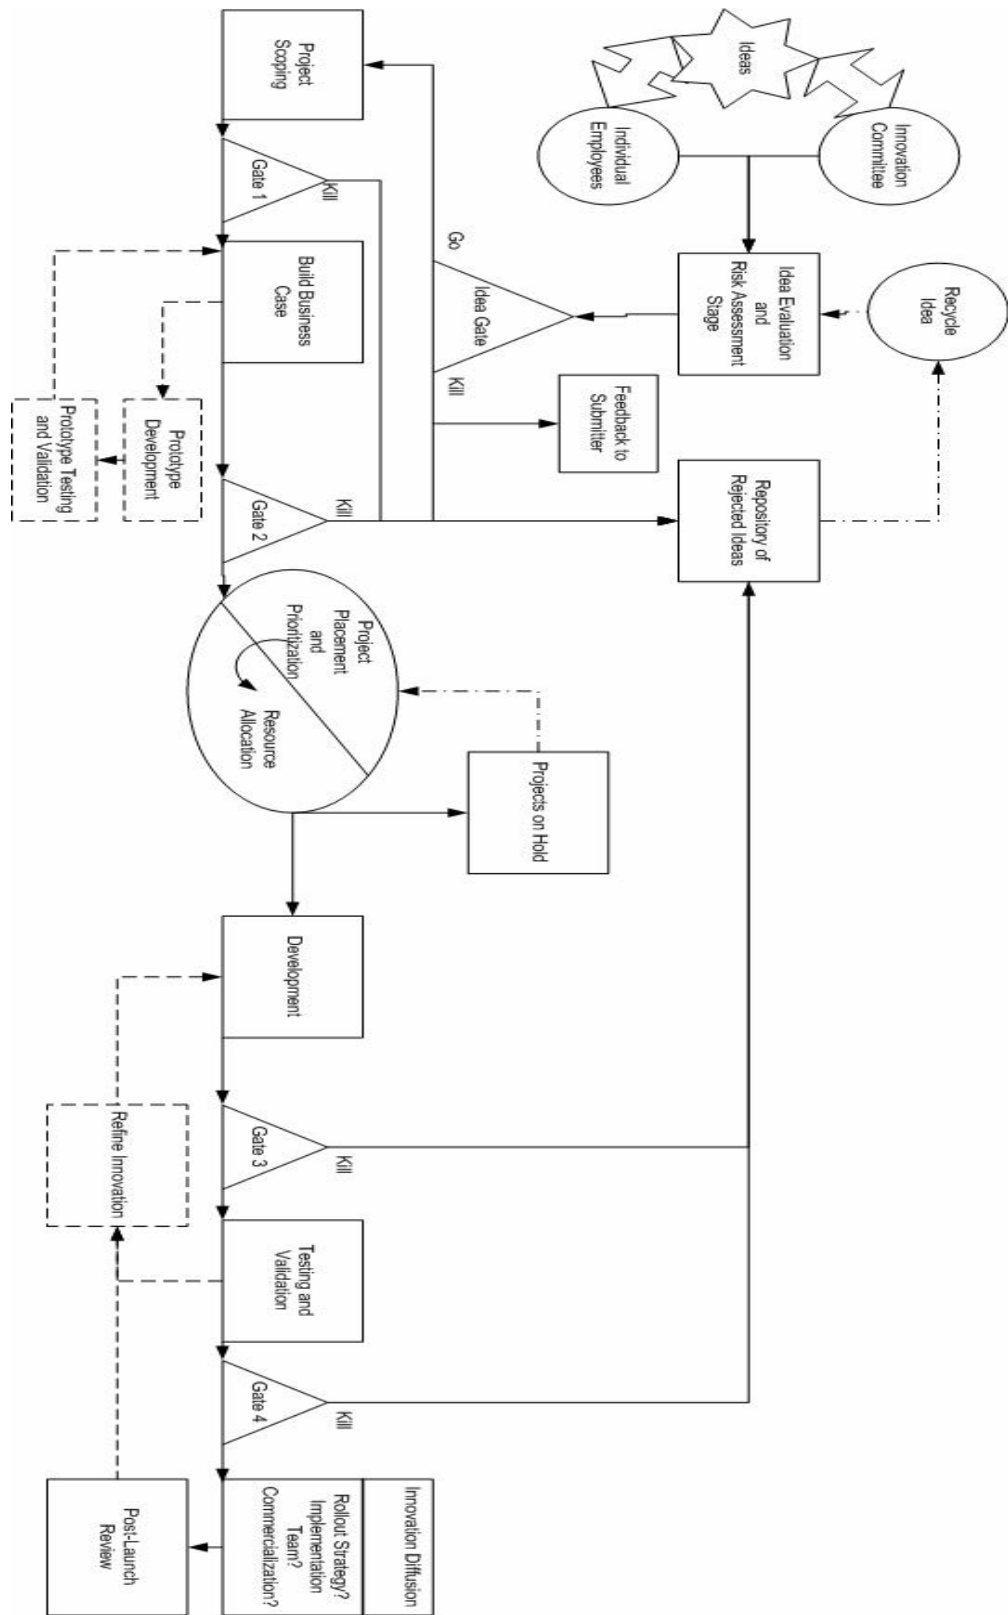 Ideas
Innovation
Committee
Individual
Employees
Recycle
Idea
Idea Evaluation
and
Risk Assessment
Stage
Idea Gate
Go
Kill
Feedback to
Submitter
Repository of
Rejected Ideas
Project
Scoping
Gate 1
Kill
Build Business
Case
Prototype
Development
Prototype Testing
and Validation
Gate 2
Kill
Project
Placement
and
Prioritization
Resource
Allocation
Projects on Hold
Development
Refine Innovation
Gate 3
Kill
Testing and
Validation
Gate 4
Kill
Innovation Diffusion
Rollout Strategy?
Implementation
Team?
Commercialization?
Post-Launch
Review